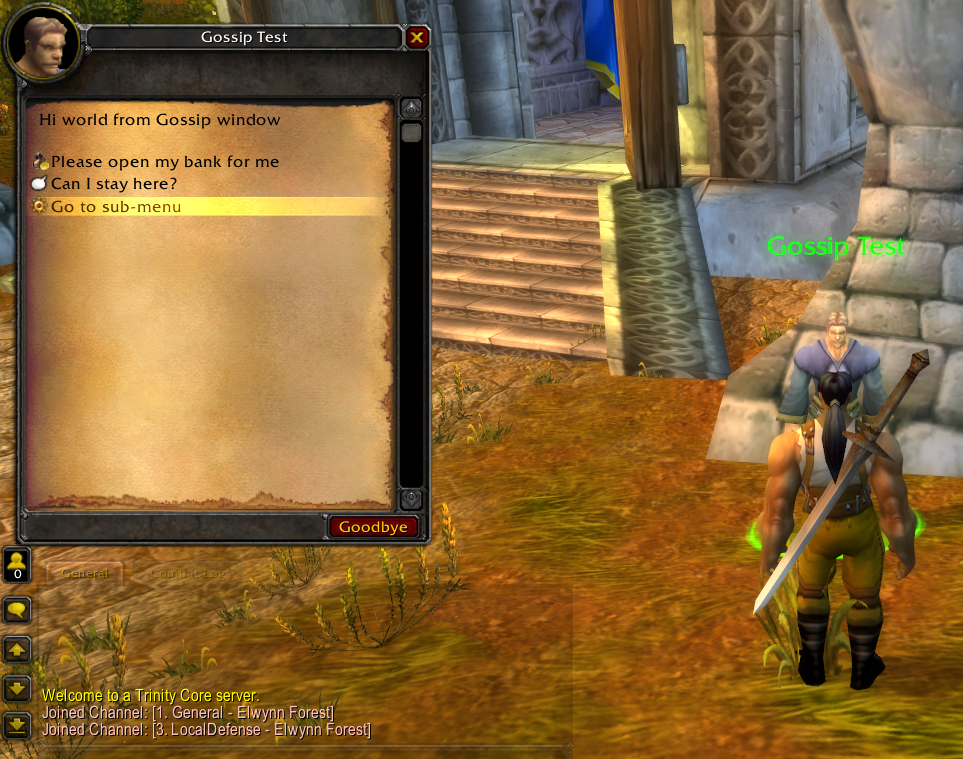 Gossip Test
Hi world from Gossip window
Please open my bank for me
Can I stay here?
Go to sub-menu
Gossip Test
Goodbye
0
General
Welcome to a Trinity Core server.
Joined Channel: [1. General - Elwynn Forest]
Joined Channel: [3. LocalDefense - Elwynn Forest]